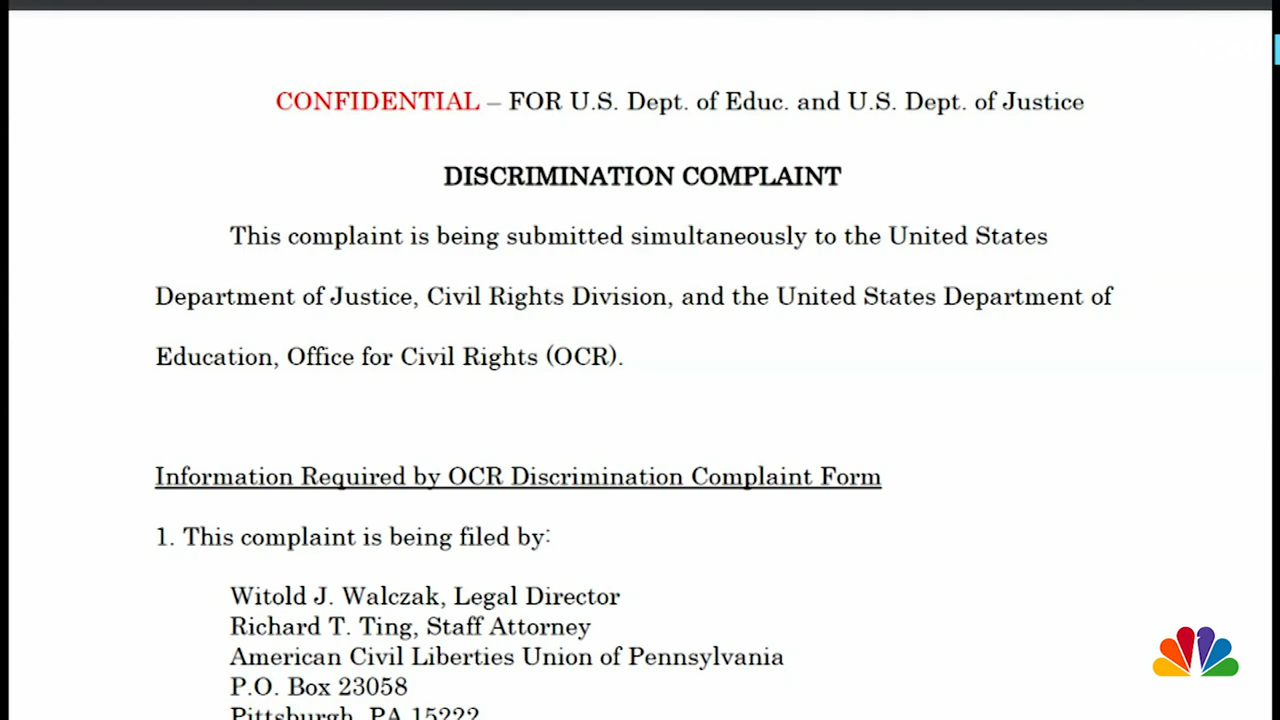 CONFIDENTIAL – FOR U.S. Dept. of Educ. and U.S. Dept. of Justice
DISCRIMINATION COMPLAINT
This complaint is being submitted simultaneously to the United States
Department of Justice, Civil Rights Division, and the United States Department of
Education, Office for Civil Rights (OCR).
Information Required by OCR Discrimination Complaint Form
1. This complaint is being filed by:
Witold J. Walczak, Legal Director
Richard T. Ting, Staff Attorney
American Civil Liberties Union of Pennsylvania
P.O. Box 23058
Pittsburgh, PA 15222